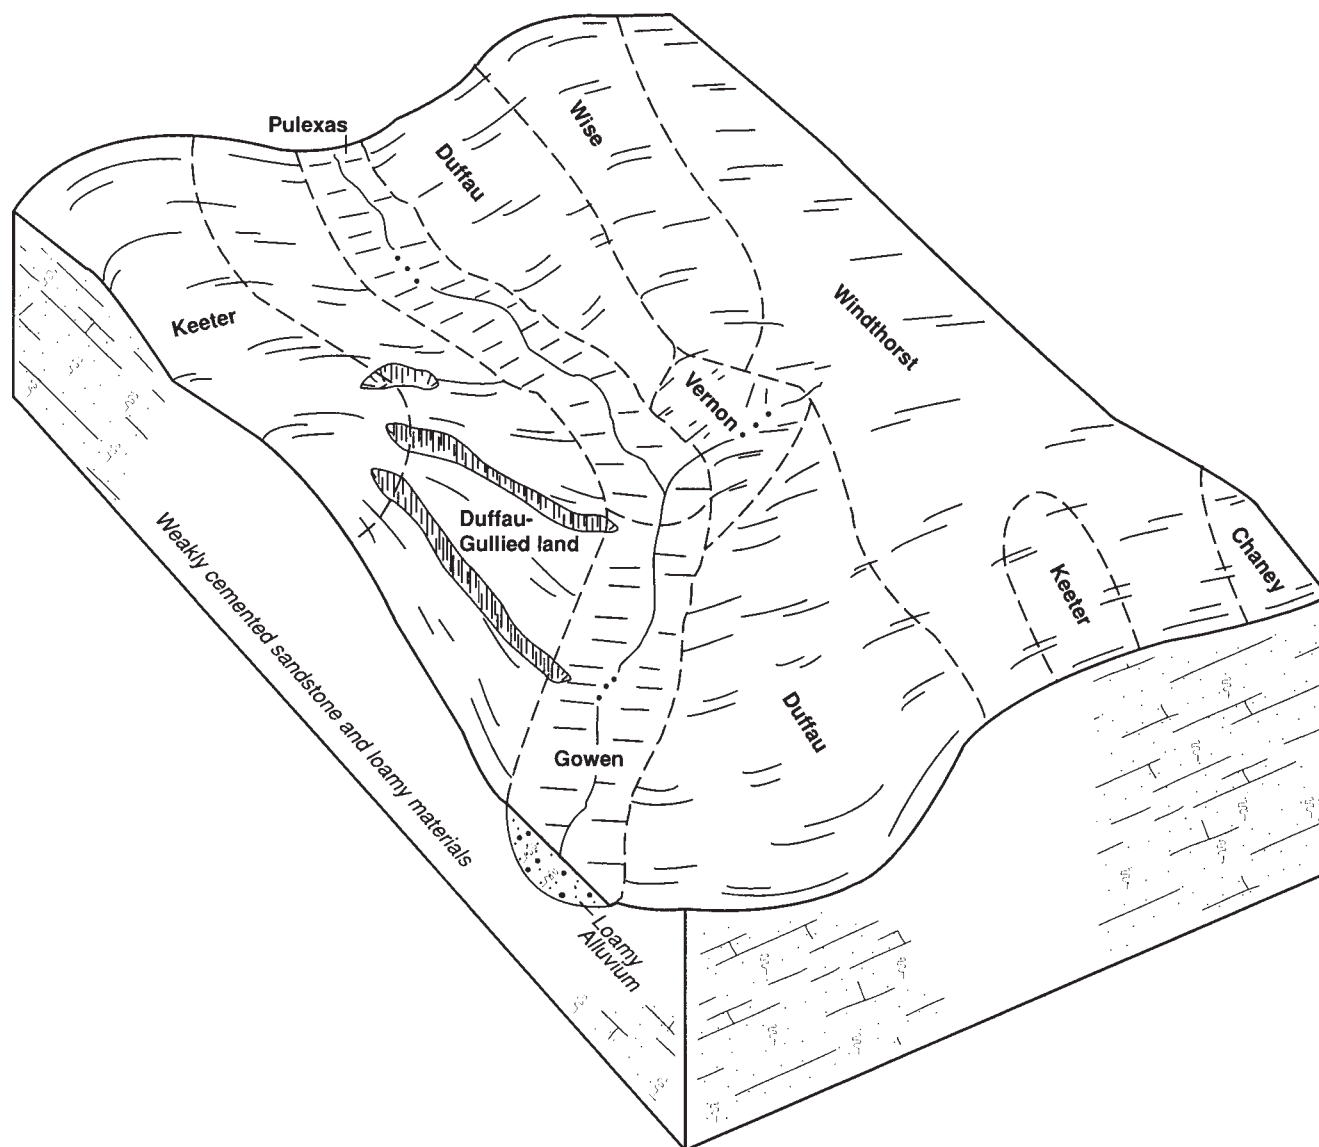 Pulexas
Wise
Duffau
Windthorst
Keeter
Vernon
Duffau-
Gullied land
Chaney
Keeter
Weakly cemented sandstone and loamy materials
Duffau
Gowen
Loamy
Alluvium